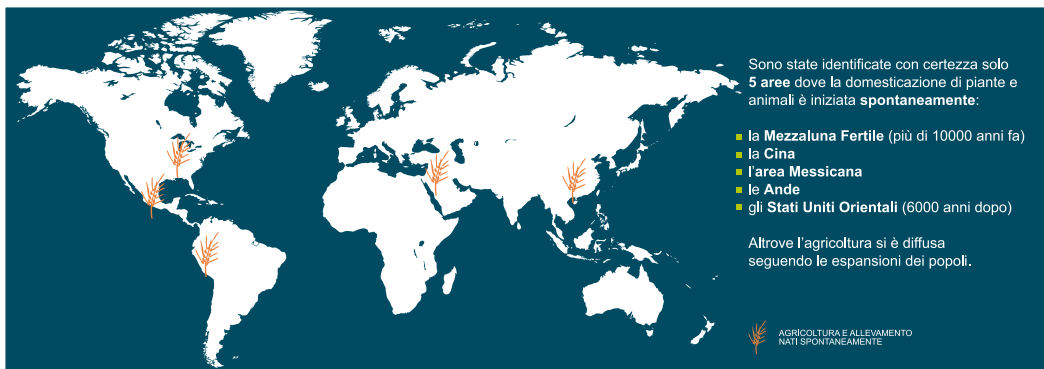 Sono state identificate con certezza solo
5 aree dove la domesticazione di piante e
animali è iniziata spontaneamente:
la Mezzaluna Fertile (più di 10000 anni fa)
la Cina
l'area Messicana
le Ande
gli Stati Uniti Orientali (6000 anni dopo)
Altrove l'agricoltura si è diffusa
seguendo le espansioni dei popoli.
AGRICOLTURA E ALLEVAMENTO
NATI SPONTANEAMENTE